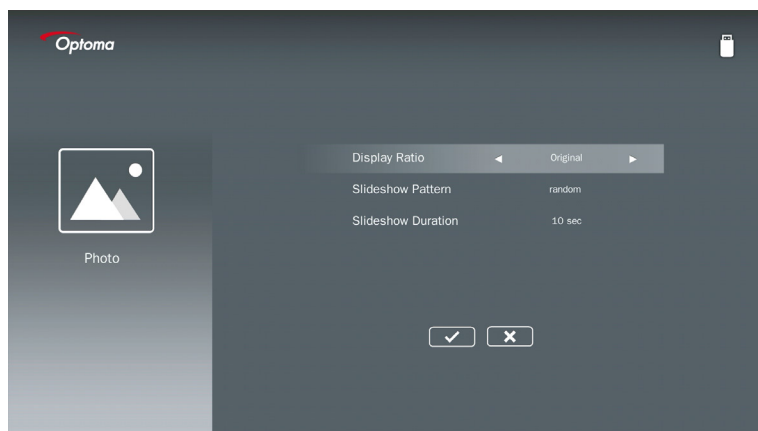 Optoma
Display Ratio Original
Slideshow Pattern random
Slideshow Duration 10 sec
Photo